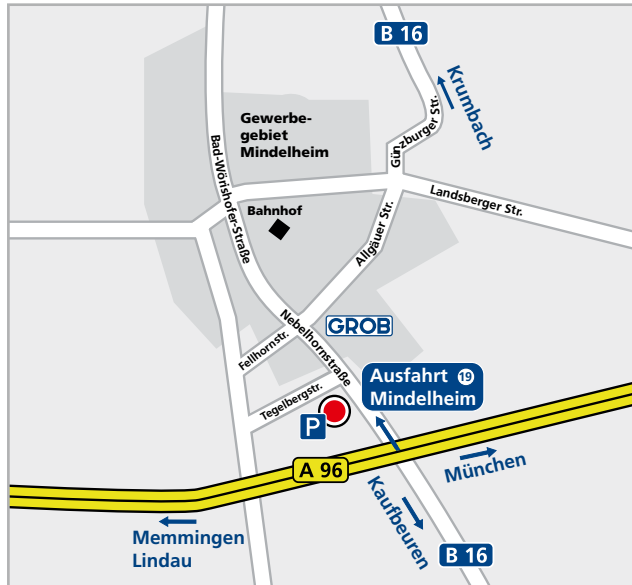 B 16
Krumbach
Günzburger Str.
Gewerbe-
gebiet
Mindelheim
Bad-Wörishofer-Straße
Landsberger Str.
Bahnhof
Allgäuer Str.
GROB
Nebelhornstraße
Fellhornstr.
Tegelbergstr.
P
Ausfahrt 19
Mindelheim
A 96
München
Kaufbeuren
Memmingen
Lindau
B 16